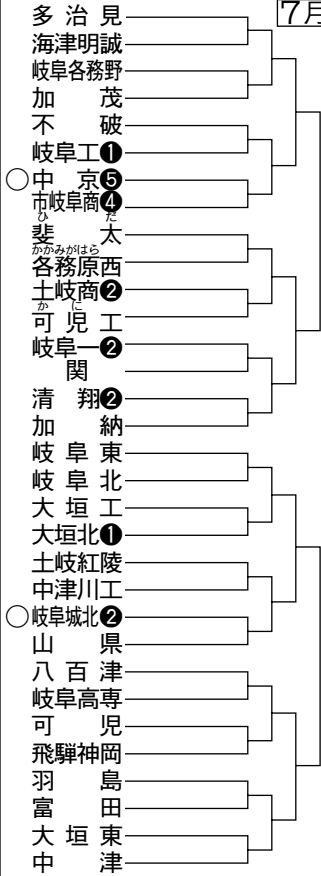 7月
多治見
海津明誠
岐阜各務野
加茂
不破
岐阜工❶
○中京❺
市岐阜商❹
ひだ
斐太
かかみがはら
各務原西
土岐商❷
かに
可児工
岐阜一❷
関
清翔❷
加納
岐阜東
岐阜北
大垣工
大垣北❶
土岐紅陵
中津川工
○岐阜城北❷
山県
八百津
岐阜高専
可児
飛騨神岡
羽島
富田
大垣東
中津